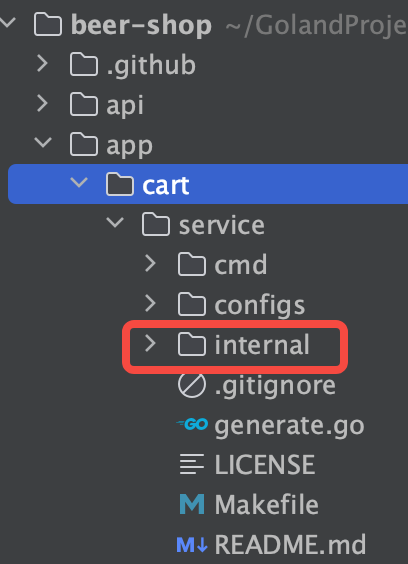 beer-shop ~/GolandProje
.github
api
app
cart
service
cmd
configs
internal
.gitignore
GO generate.go
LICENSE
M Makefile
M↓ README.md